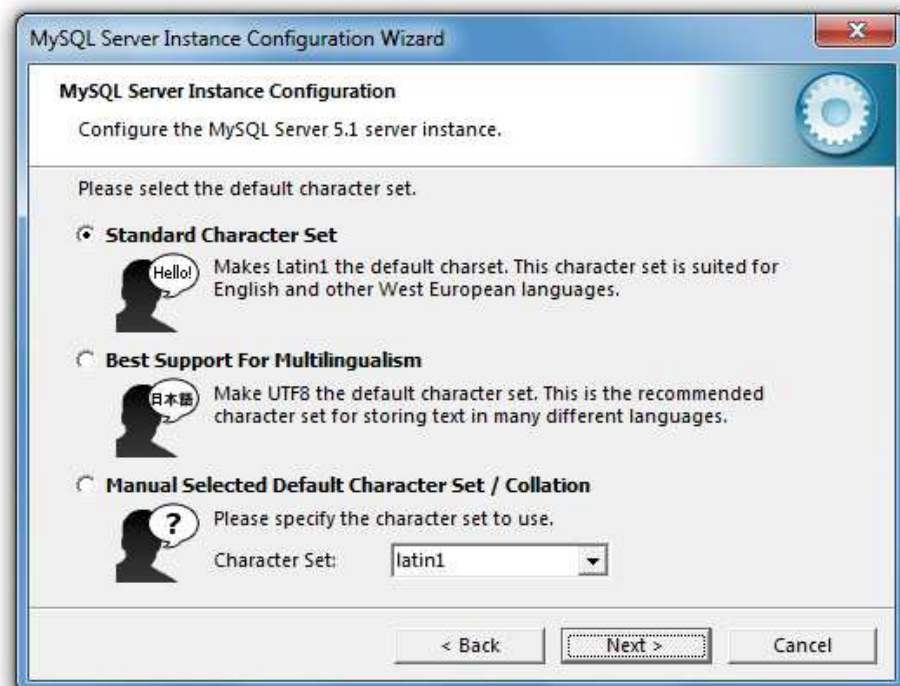 MySQL Server Instance Configuration Wizard
MySQL Server Instance Configuration
Configure the MySQL Server 5.1 server instance.
Please select the default character set.
Standard Character Set
Hello!
Makes Latin1 the default charset. This character set is suited for
English and other West European languages.
Best Support For Multilingualism
日本語
Make UTF8 the default character set. This is the recommended
character set for storing text in many different languages.
Manual Selected Default Character Set / Collation
?
Please specify the character set to use.
Character Set: latin1
< Back Next > Cancel